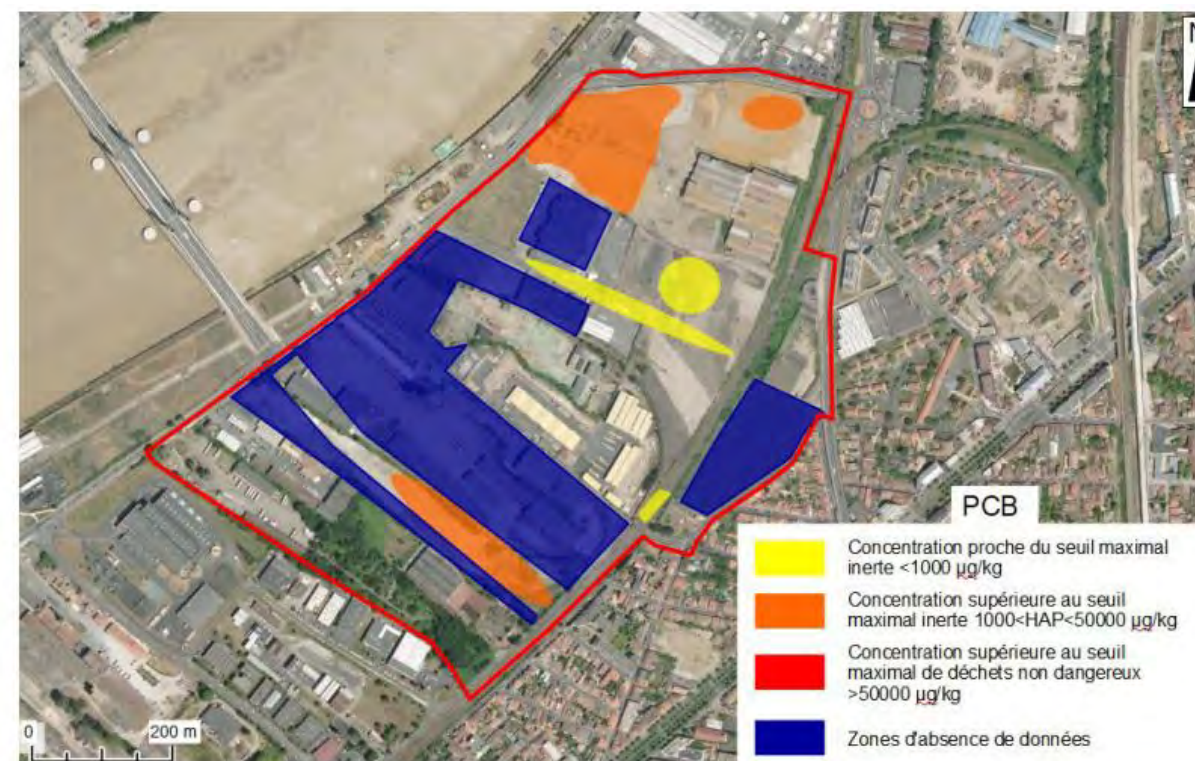 N
PCB
Concentration proche du seuil maximal
inerte <1000 µg/kg
Concentration supérieure au seuil
maximal inerte 1000<HAP<50000 µg/kg
Concentration supérieure au seuil
maximal de déchets non dangereux
>50000 µg/kg
Zones d'absence de données
0
200 m